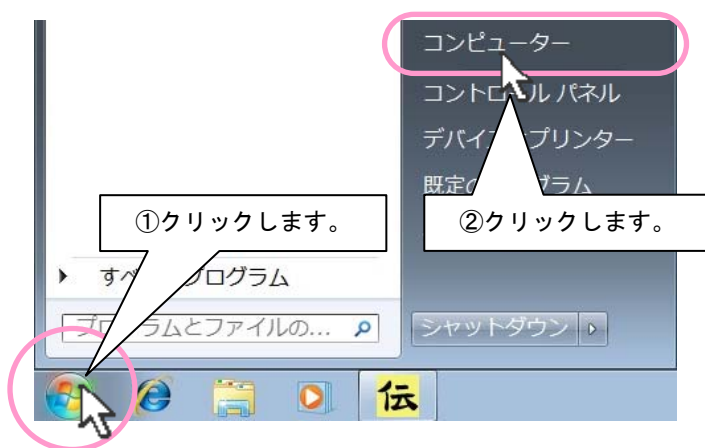 コンピューター
コントロール パネル
デバイス プリンター
既定の グラム
①クリックします。
②クリックします。
すべ プログラム
プログラムとファイルの...
シャットダウン
伝